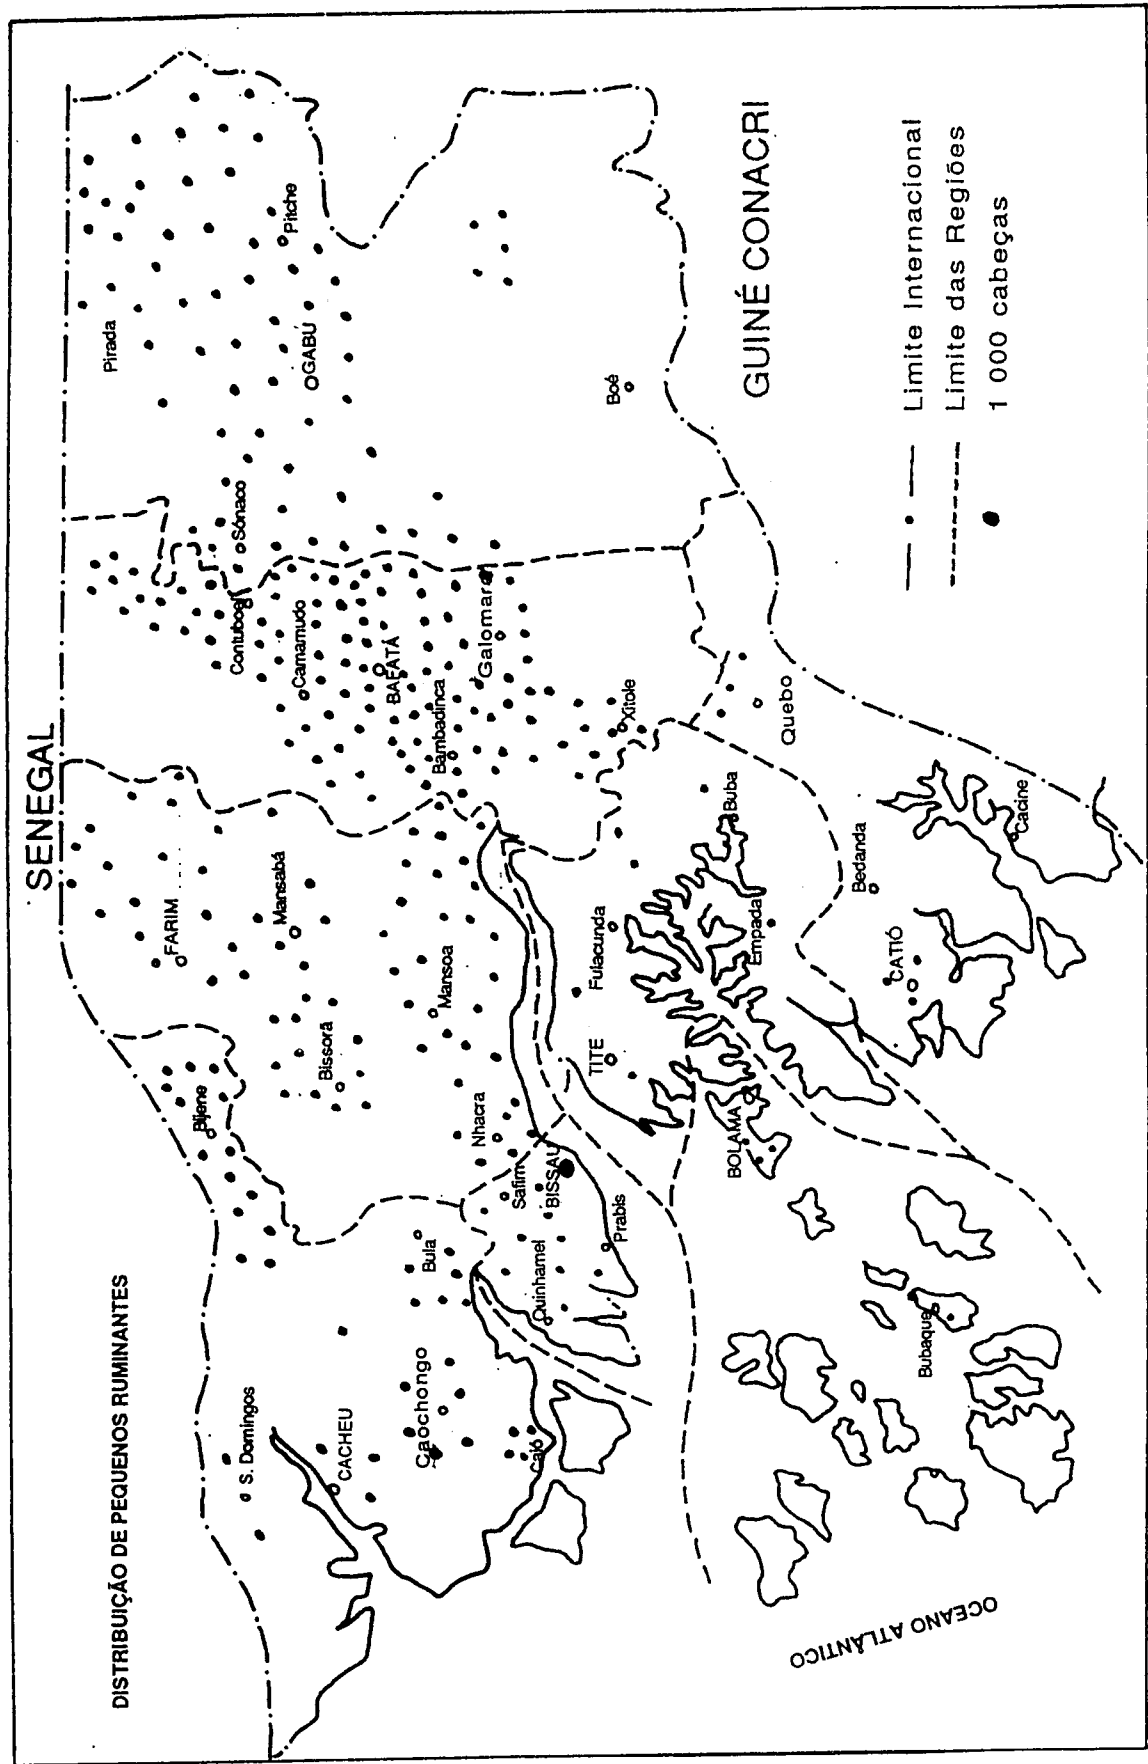 DISTRIBUIÇÃO DE PEQUENOS RUMINANTES
SENEGAL
Pirada
Pitche
GABÚ
Sónaco
Contuboel
Camamudo
BAFATÁ
Galomaro
Bambadinca
Xitole
Boé
Quebo
FARIM
Mansabá
Bissorã
Mansoa
Bijene
Nhacra
Safim
BISSAU
Prabis
Quinhamel
Bula
S. Domingos
CACHEU
Caochongo
Caió
TITE
Fulacunda
Buba
Empada
BOLAMA
Bedanda
CATIÓ
Cacine
Bubaque
OCEANO ATLÂNTICO
GUINÉ CONACRI
Limite Internacional
Limite das Regiões
1 000 cabeças